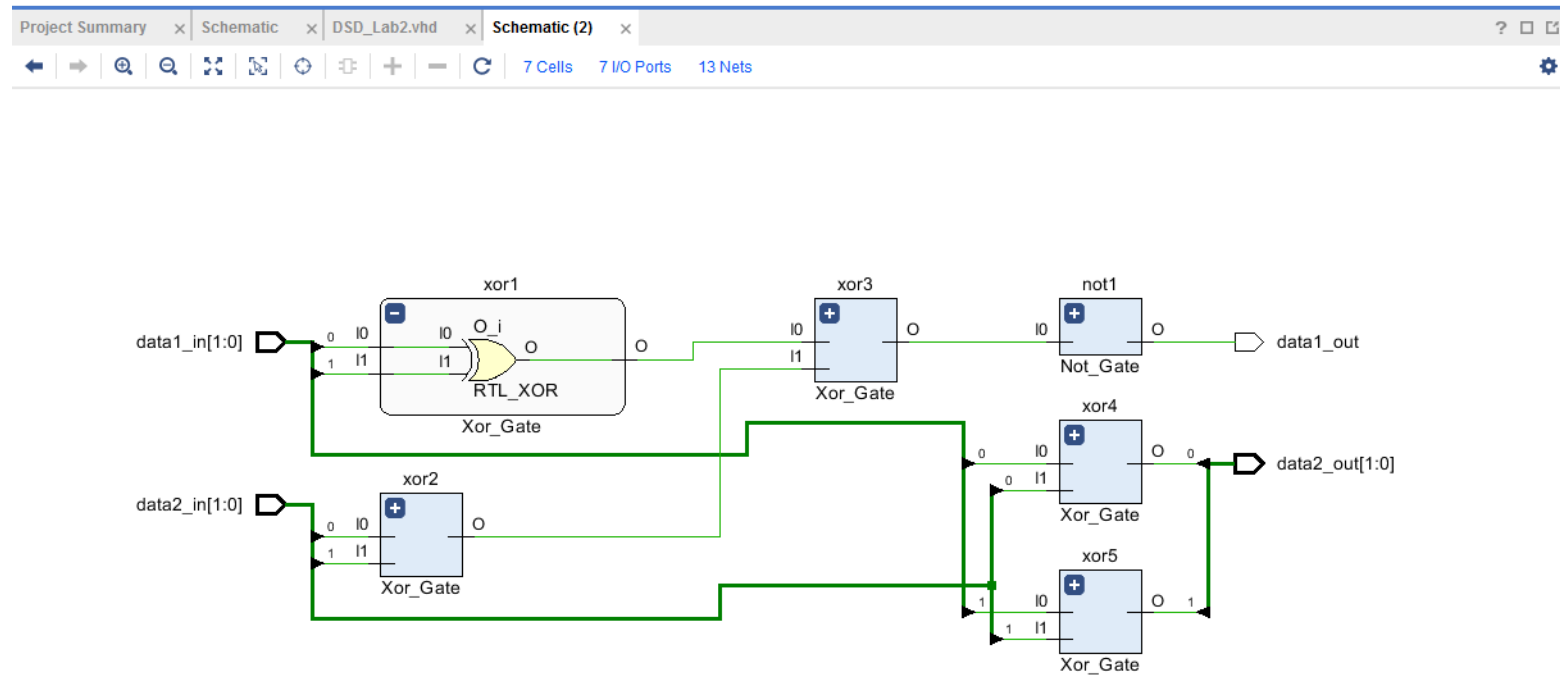 Project Summary × Schematic × DSD_Lab2.vhd × Schematic (2) × ?
7 Cells 7 I/O Ports 13 Nets
xor1
xor3
not1
data1_in[1:0]
0 I0 I0 O_i O O
1 I1 I1
RTL_XOR
Xor_Gate
I0 O
I1
Xor_Gate
I0 O
Not_Gate
data1_out
xor4
0 I0 O 0
0 I1
Xor_Gate
data2_out[1:0]
xor2
data2_in[1:0]
0 I0 O
1 I1
Xor_Gate
xor5
1 I0 O 1
1 I1
Xor_Gate